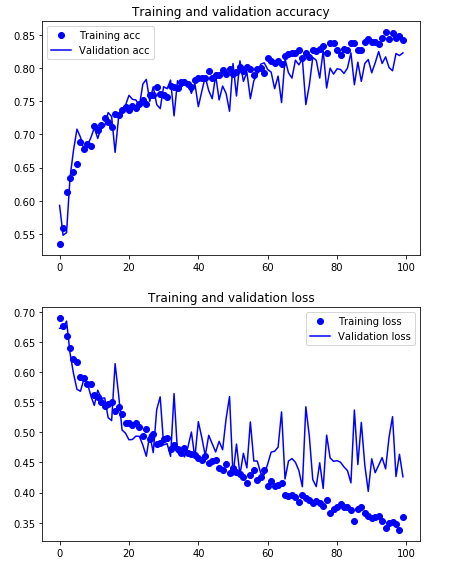 Training and validation accuracy
Training acc
Validation acc
0.85
0.80
0.75
0.70
0.65
0.60
0.55
0 20 40 60 80 100
Training and validation loss
Training loss
Validation loss
0.70
0.65
0.60
0.55
0.50
0.45
0.40
0.35
0 20 40 60 80 100